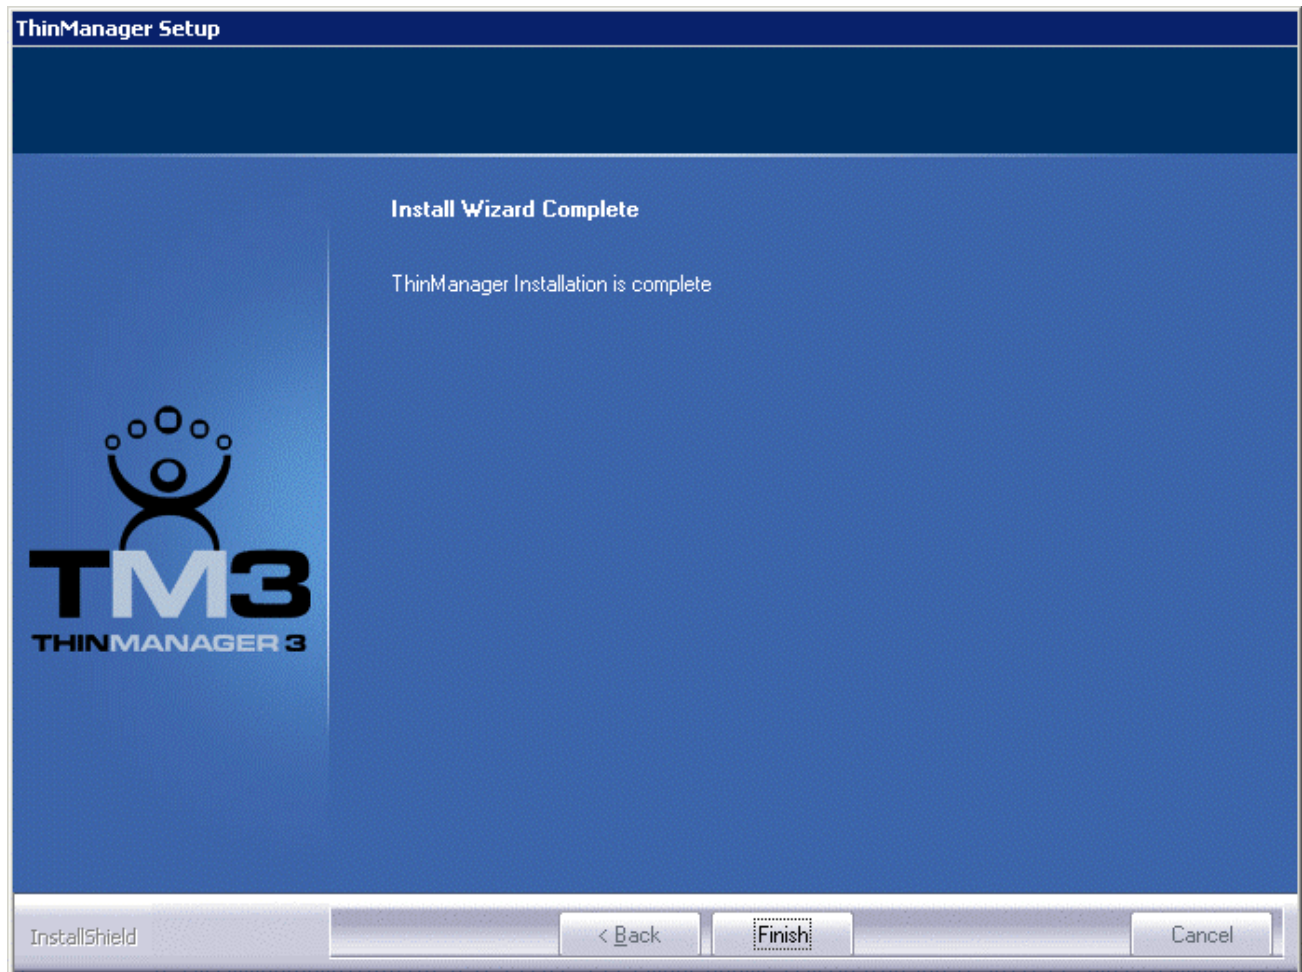 ThinManager Setup
Install Wizard Complete
ThinManager Installation is complete
TM3
THINMANAGER 3
InstallShield
< Back
Finish
Cancel